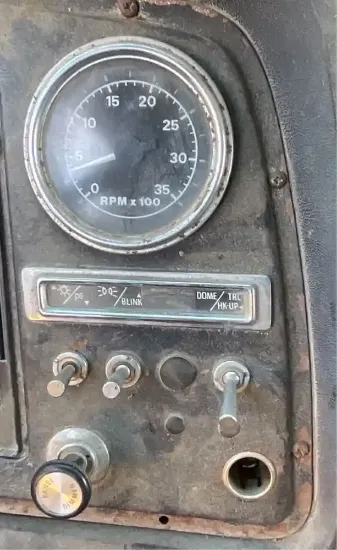 15 20
10 25
5 30
0 35
RPM x 100
DOME/TRL
BLINK HK-UP